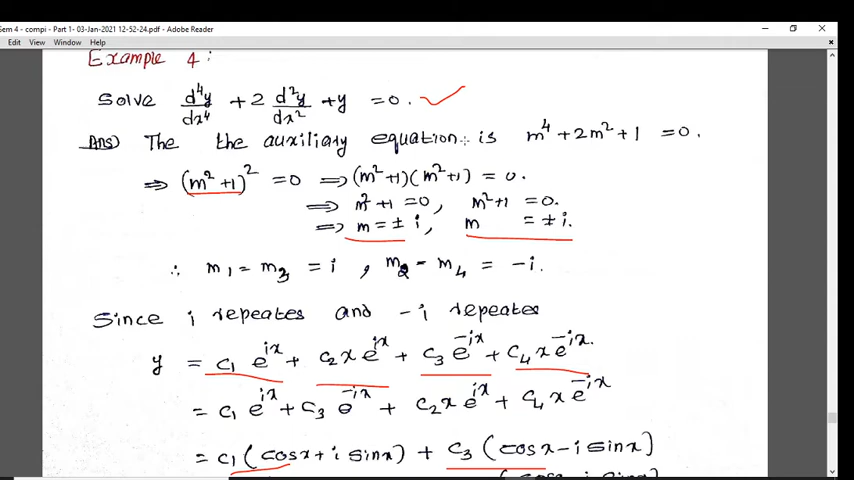 Sem 4 - compi - Part 1- 03-Jan-2021 12-52-24.pdf - Adobe Reader
Edit View Window Help
Example 4:
Solve d⁴y/dx⁴ + 2 d²y/dx² + y = 0.
Ans) The the auxiliary equation is m⁴ + 2m² + 1 = 0.
⇒ (m² + 1)² = 0 ⇒ (m² + 1)(m² + 1) = 0.
⇒ m² + 1 = 0, m² + 1 = 0.
⇒ m = ± i, m = ± i.
∴ m₁ = m₃ = i, m₂ = m₄ = -i.
Since i repeates and -i repeates
y = c₁ e^{ix} + c₂ x e^{ix} + c₃ e^{-ix} + c₄ x e^{-ix}.
= c₁ e^{ix} + c₃ e^{-ix} + c₂ x e^{ix} + c₄ x e^{-ix}
= c₁ (cosx + i sinx) + c₃ (cosx - i sinx)